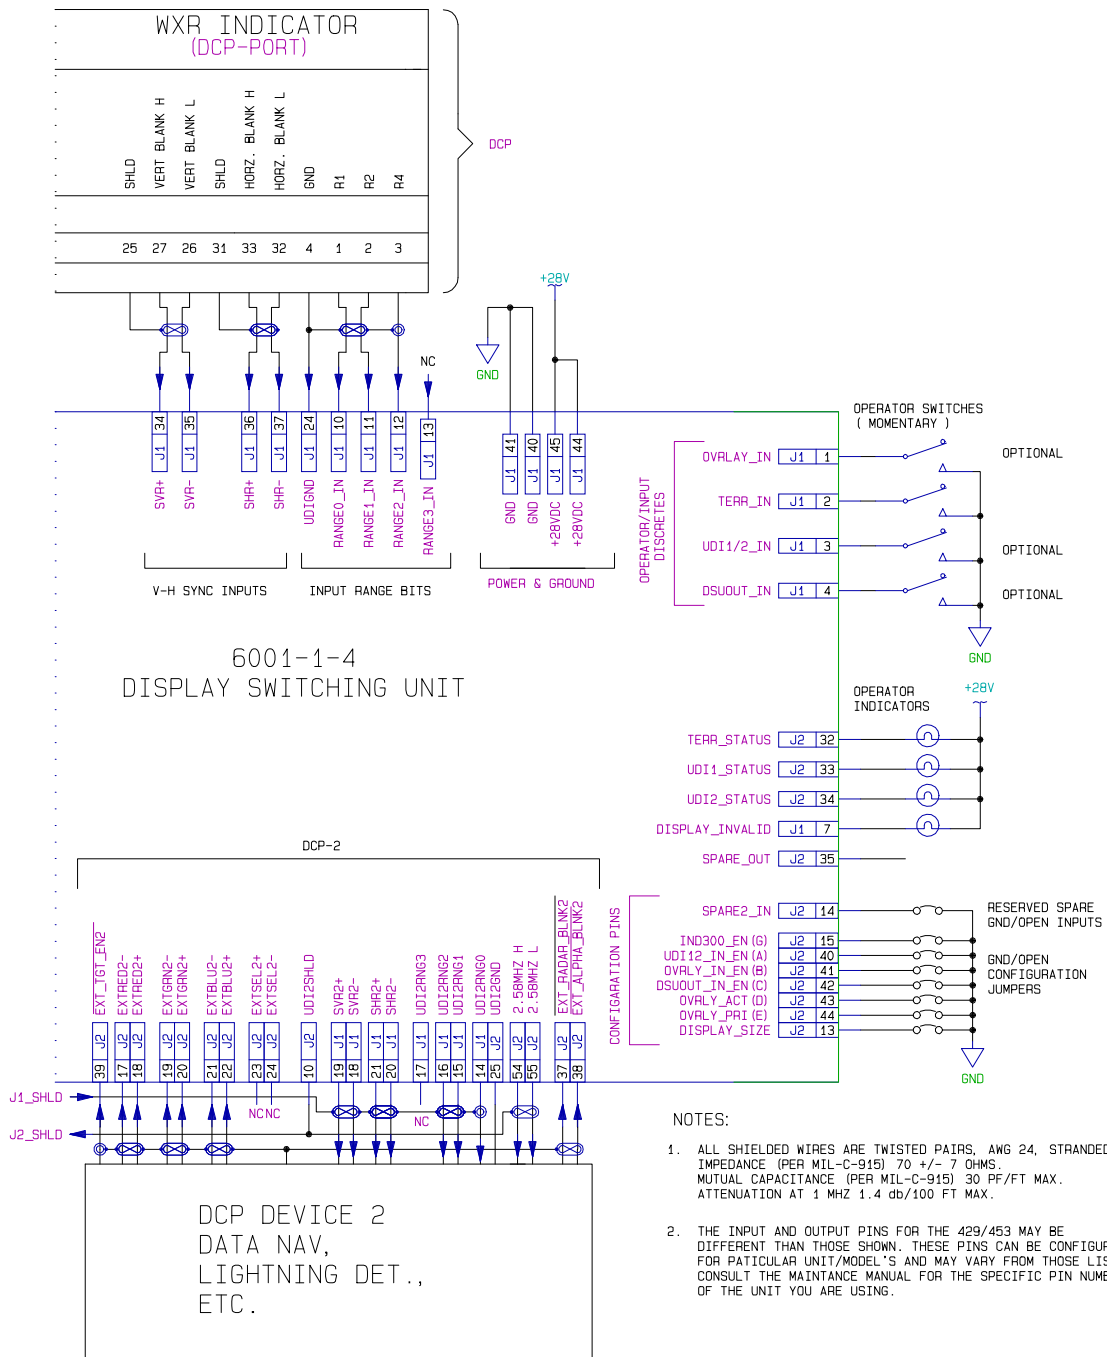 WXR INDICATOR
(DCP-PORT)
SHLD
VERT BLANK H
VERT BLANK L
SHLD
HORZ. BLANK H
HORZ. BLANK L
GND
R1
R2
R4
DCP
25 27 26 31 33 32 4 1 2 3
+28V
GND
NC
J1 34
J1 35
J1 36
J1 37
J1 24
J1 10
J1 11
J1 12
J1 13
J1 41
J1 40
J1 45
J1 44
SVR+
SVR-
SHR+
SHR-
UDIGND
RANGE0_IN
RANGE1_IN
RANGE2_IN
RANGE3_IN
GND
GND
+28VDC
+28VDC
V-H SYNC INPUTS
INPUT RANGE BITS
POWER & GROUND
OPERATOR/INPUT
DISCRETES
OPERATOR SWITCHES
( MOMENTARY )
OVRLAY_IN J1 1 OPTIONAL
TERR_IN J1 2
UDI1/2_IN J1 3 OPTIONAL
DSUOUT_IN J1 4 OPTIONAL
GND
6001-1-4
DISPLAY SWITCHING UNIT
OPERATOR
INDICATORS
+28V
TERR_STATUS J2 32
UDI1_STATUS J2 33
UDI2_STATUS J2 34
DISPLAY_INVALID J1 7
SPARE_OUT J2 35
DCP-2
CONFIGARATION PINS
SPARE2_IN J2 14
RESERVED SPARE
GND/OPEN INPUTS
IND300_EN(G) J2 15
UDI12_IN_EN(A) J2 40
OVRLY_IN_EN(B) J2 41
DSUOUT_IN_EN(C) J2 42
OVRLY_ACT(D) J2 43
OVRLY_PRI(E) J2 44
DISPLAY_SIZE J2 13
GND/OPEN
CONFIGURATION
JUMPERS
GND
EXT_TGT_EN2
EXTRED2-
EXTRED2+
EXTGRN2-
EXTGRN2+
EXTBLU2-
EXTBLU2+
EXTSEL2+
EXTSEL2-
UDI2SHLD
SVR2+
SVR2-
SHR2+
SHR2-
UDI2RNG3
UDI2RNG2
UDI2RNG1
UDI2RNG0
UDI2GND
2.58MHZ H
2.58MHZ L
EXT_RADAR_BLNK2
EXT_ALPHA_BLNK2
39 J2
17 J2
18 J2
19 J2
20 J2
21 J2
22 J2
23 J2
24 J2
10 J2
19 J1
18 J1
21 J1
20 J1
17 J1
16 J1
15 J1
14 J1
25 J2
54 J2
55 J2
37 J2
38 J2
J1_SHLD
NC NC
NC
J2_SHLD
DCP DEVICE 2
DATA NAV,
LIGHTNING DET.,
ETC.
NOTES:
1. ALL SHIELDED WIRES ARE TWISTED PAIRS, AWG 24, STRANDED
IMPEDANCE (PER MIL-C-915) 70 +/- 7 OHMS.
MUTUAL CAPACITANCE (PER MIL-C-915) 30 PF/FT MAX.
ATTENUATION AT 1 MHZ 1.4 db/100 FT MAX.
2. THE INPUT AND OUTPUT PINS FOR THE 429/453 MAY BE
DIFFERENT THAN THOSE SHOWN. THESE PINS CAN BE CONFIGUR
FOR PATICULAR UNIT/MODEL'S AND MAY VARY FROM THOSE LIS
CONSULT THE MAINTANCE MANUAL FOR THE SPECIFIC PIN NUME
OF THE UNIT YOU ARE USING.